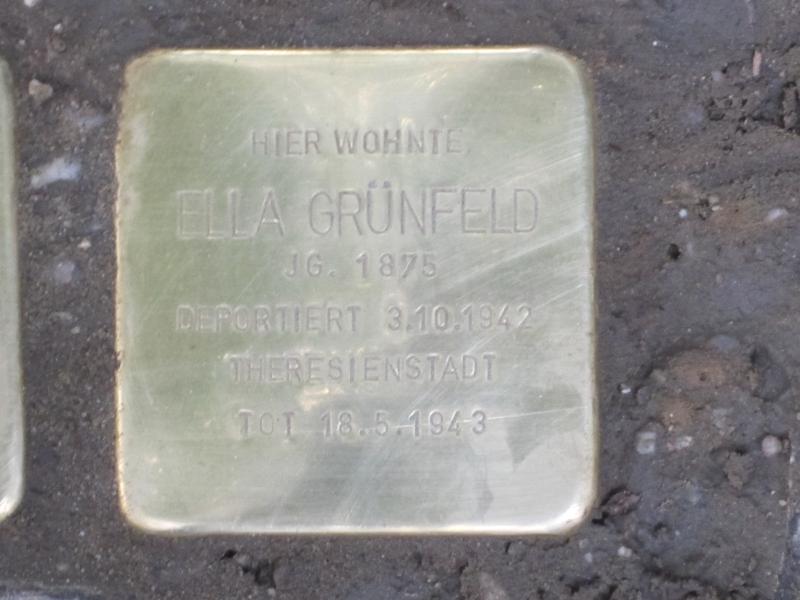 HIER WOHNTE
ELLA GRÜNFELD
JG. 1875
DEPORTIERT 3.10.1942
THERESIENSTADT
TOT 18.5.1943